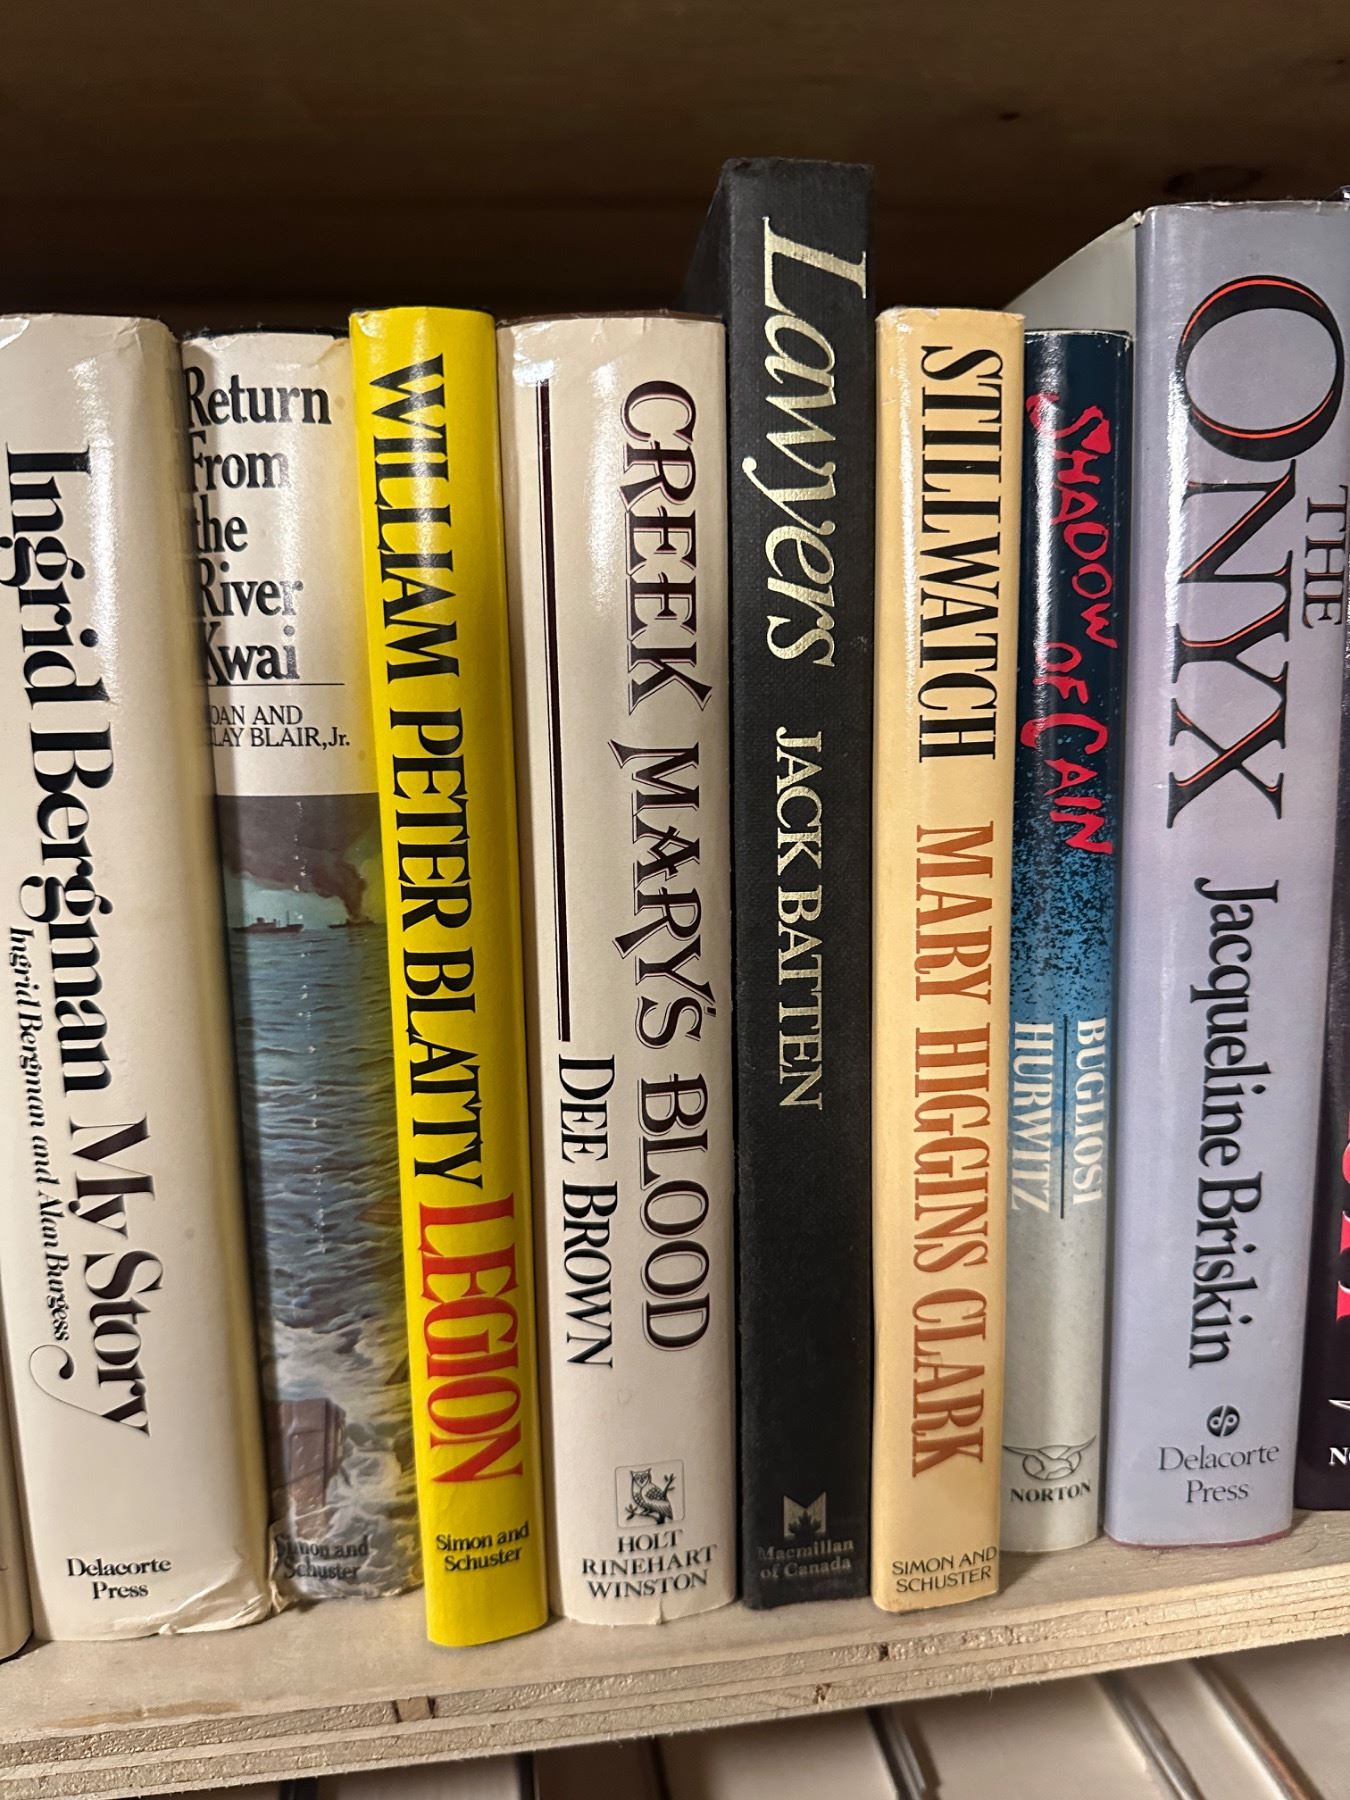 Ingrid Bergman My Story
Ingrid Bergman and Alan Burgess
Delacorte
Press
Return
From
the
River
Kwai
JOAN AND
CLAY BLAIR, Jr.
Simon and
Schuster
WILLIAM PETER BLATTY LEGION
Simon and
Schuster
CREEK MARY'S BLOOD
DEE BROWN
HOLT
RINEHART
WINSTON
Lawyers JACK BATTEN
Macmillan
of Canada
STILLWATCH MARY HIGGINS CLARK
SIMON AND
SCHUSTER
SHADOW OF CAIN
BUGLIOSI
HURWITZ
NORTON
THE
ONYX Jacqueline Briskin
Delacorte
Press